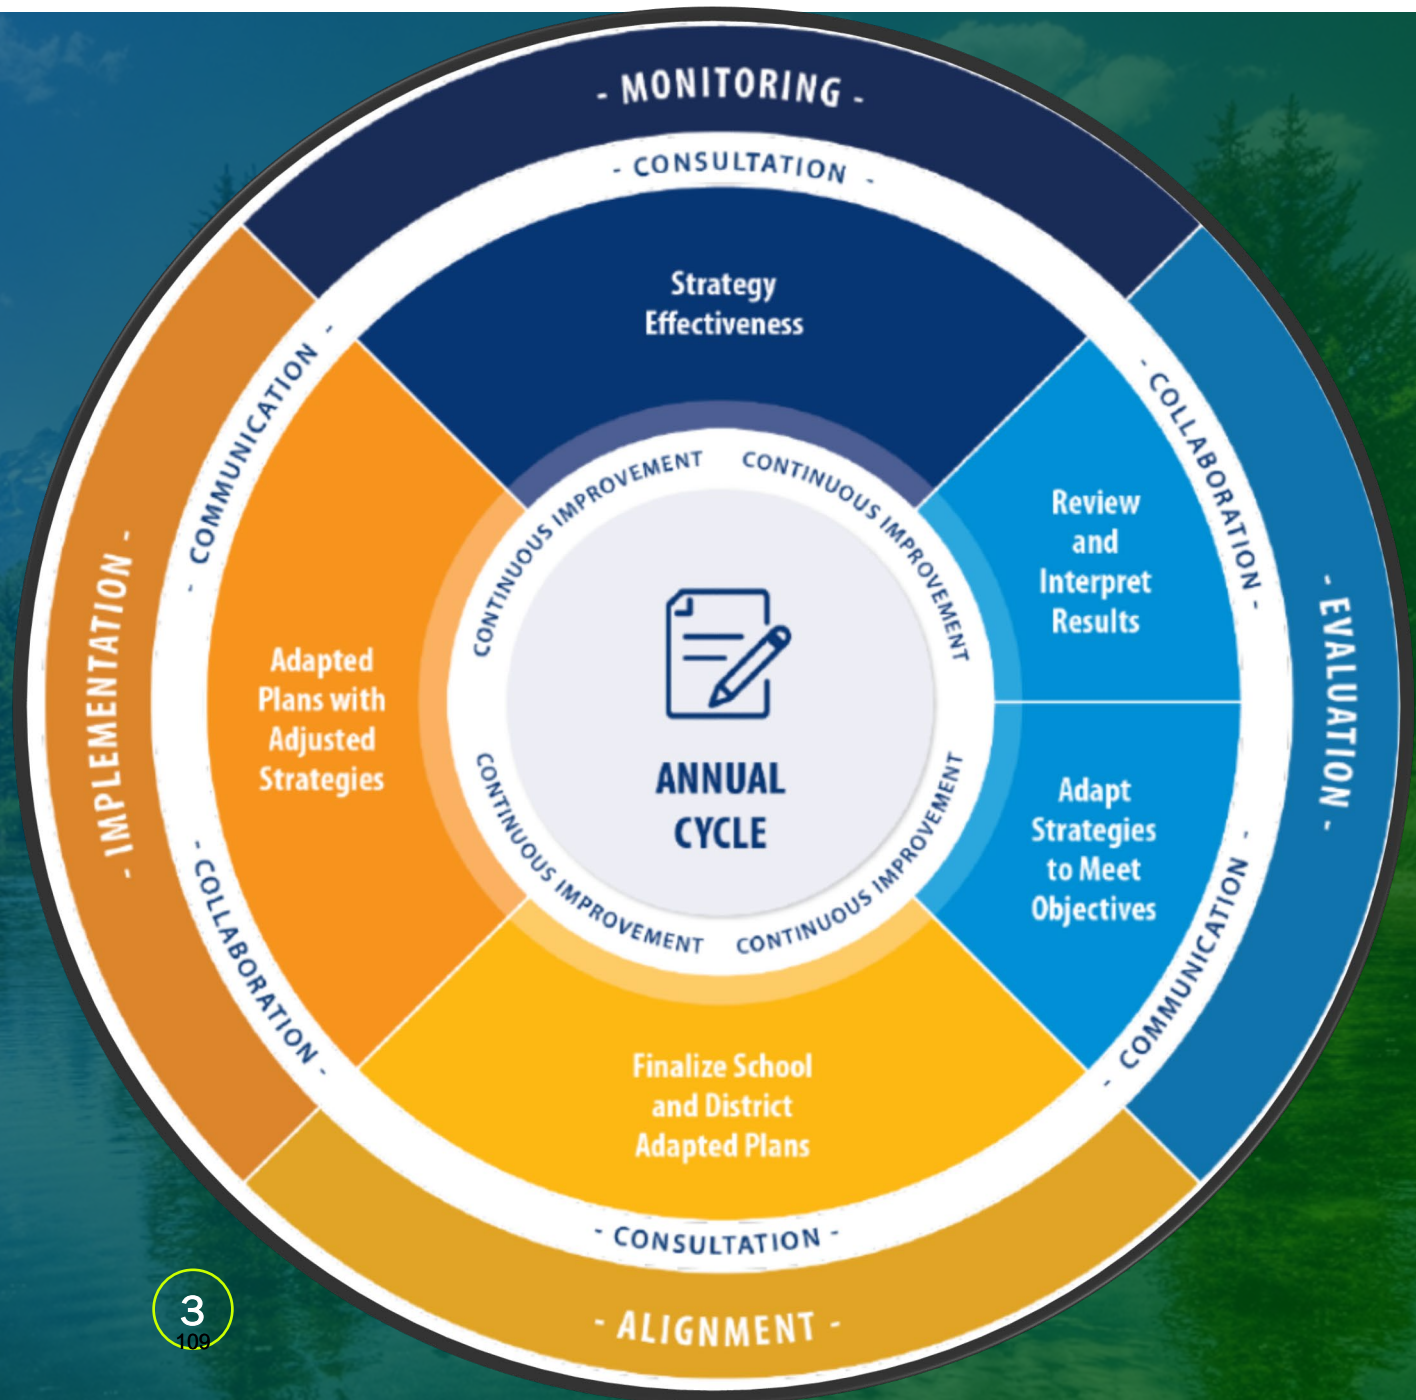 - MONITORING -
- CONSULTATION -
Strategy
Effectiveness
- COMMUNICATION -
- COLLABORATION -
CONTINUOUS IMPROVEMENT
CONTINUOUS IMPROVEMENT
Review
and
Interpret
Results
- IMPLEMENTATION -
- EVALUATION -
Adapted
Plans with
Adjusted
Strategies
ANNUAL
CYCLE
Adapt
Strategies
to Meet
Objectives
CONTINUOUS IMPROVEMENT
CONTINUOUS IMPROVEMENT
- COLLABORATION -
- COMMUNICATION -
Finalize School
and District
Adapted Plans
- CONSULTATION -
- ALIGNMENT -
3
109